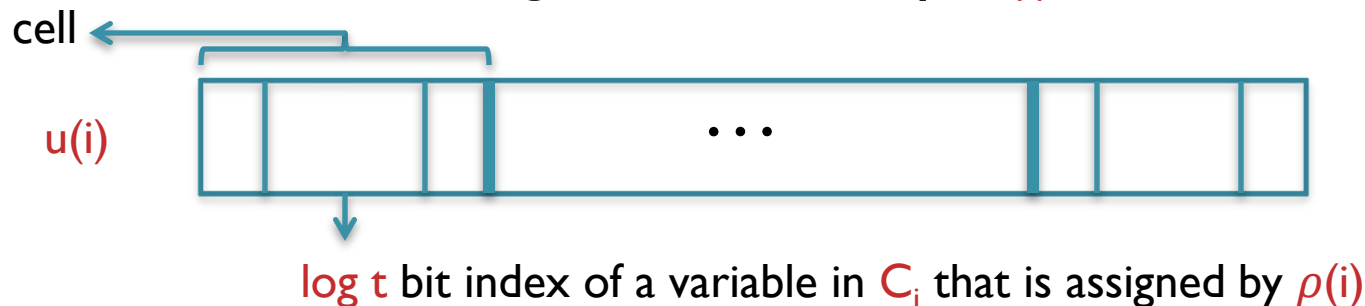 cell
u(i)
• • •
log t bit index of a variable in Cᵢ that is assigned by ρ(i)